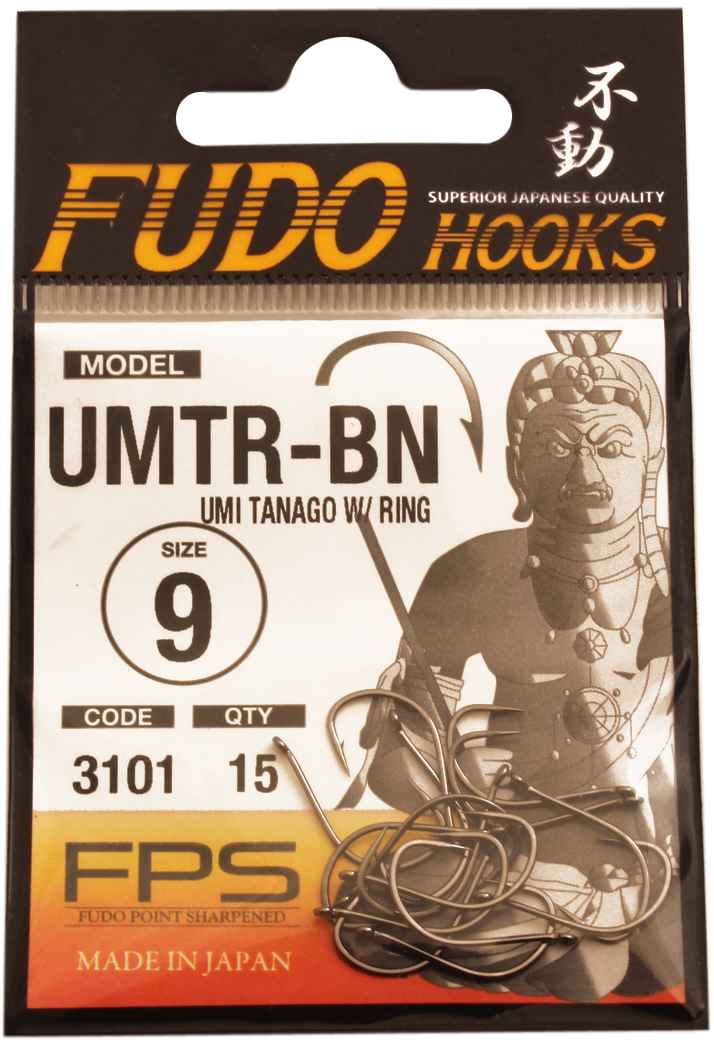 不動
FUDO
SUPERIOR JAPANESE QUALITY
HOOKS
MODEL
UMTR-BN
UMI TANAGO W/ RING
SIZE
9
CODE
QTY
3101
15
FPS
FUDO POINT SHARPENED
MADE IN JAPAN